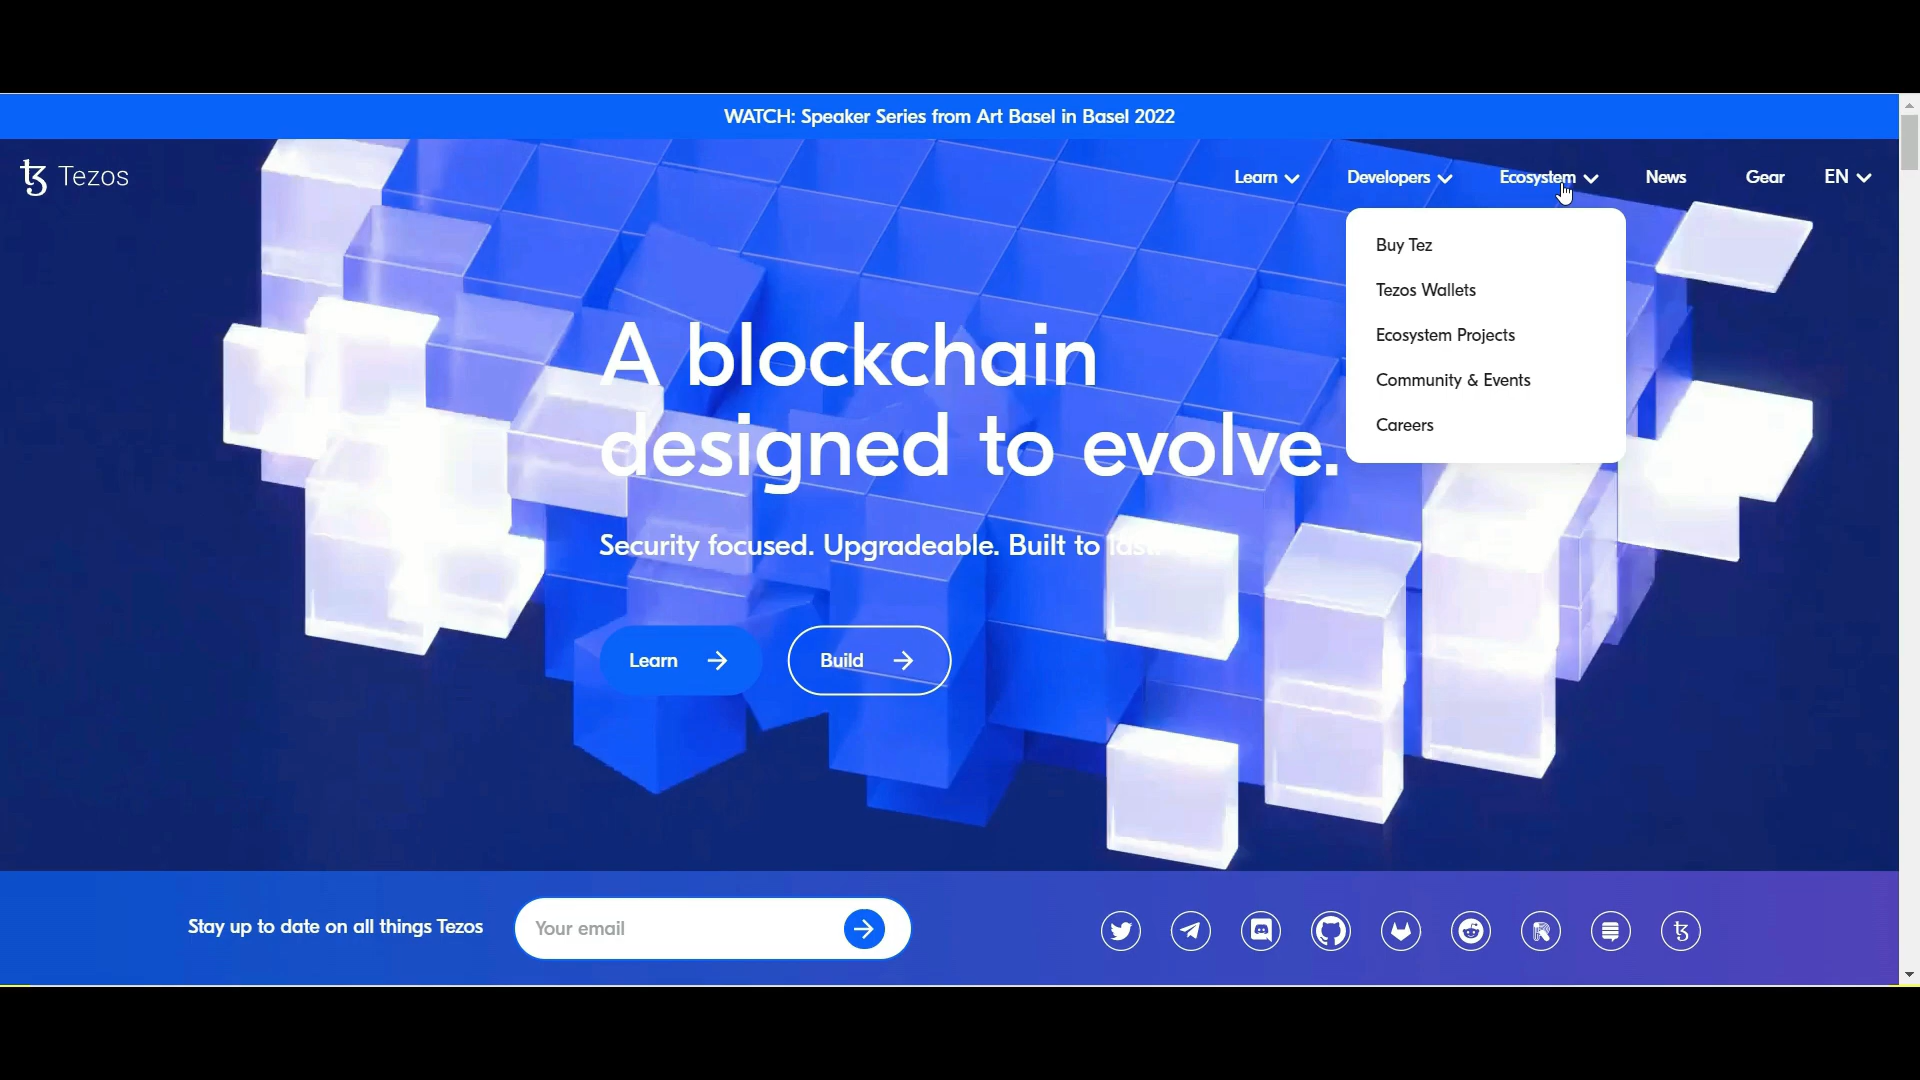 WATCH: Speaker Series from Art Basel in Basel 2022
Tezos
Learn
Developers
Ecosystem
News
Gear
EN
Buy Tez
Tezos Wallets
Ecosystem Projects
Community & Events
Careers
A blockchain
designed to evolve.
Security focused. Upgradeable. Built to last.
Learn
Build
Stay up to date on all things Tezos
Your email